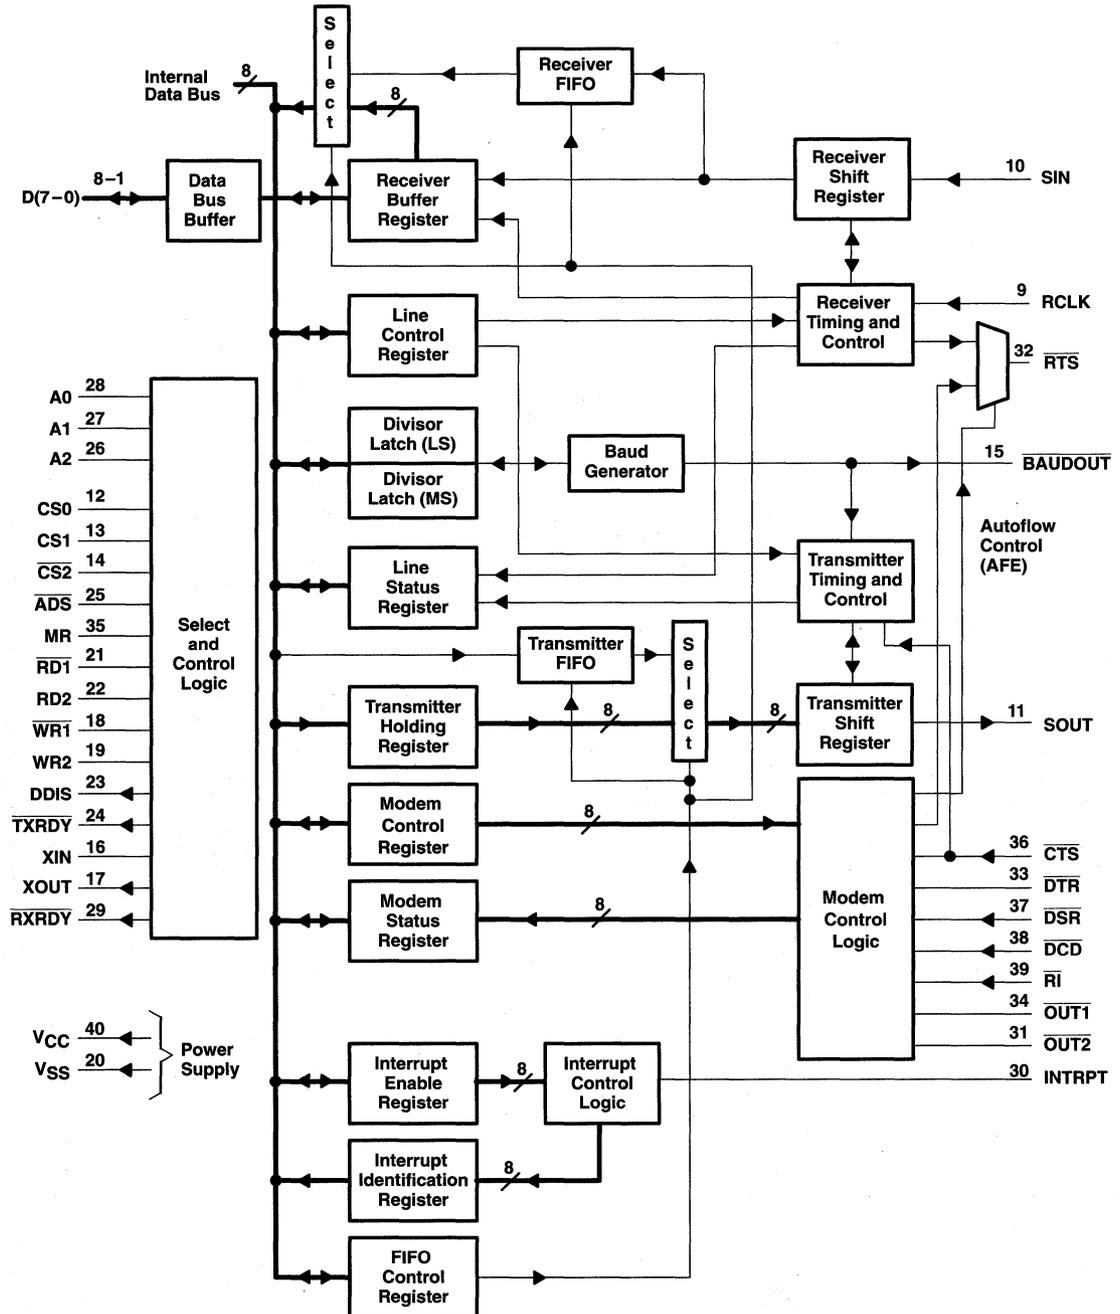 S
e
l
e
c
t
Internal
Data Bus
8
8
Receiver
FIFO
D(7–0)
8–1
Data
Bus
Buffer
Receiver
Buffer
Register
Receiver
Shift
Register
10 SIN
Line
Control
Register
Receiver
Timing and
Control
9 RCLK
32 RTS
Divisor
Latch (LS)
Divisor
Latch (MS)
Baud
Generator
15 BAUDOUT
Autoflow
Control
(AFE)
Line
Status
Register
Transmitter
Timing and
Control
Transmitter
FIFO
S
e
l
e
c
t
Transmitter
Holding
Register
8
8
Transmitter
Shift
Register
11 SOUT
A0 28
A1 27
A2 26
CS0 12
CS1 13
CS2 14
ADS 25
MR 35
RD1 21
RD2 22
WR1 18
WR2 19
DDIS 23
TXRDY 24
XIN 16
XOUT 17
RXRDY 29
Select
and
Control
Logic
Modem
Control
Register
8
Modem
Status
Register
8
Modem
Control
Logic
36 CTS
33 DTR
37 DSR
38 DCD
39 RI
34 OUT1
31 OUT2
30 INTRPT
VCC 40
VSS 20
Power
Supply
Interrupt
Enable
Register
8
Interrupt
Control
Logic
Interrupt
Identification
Register
8
FIFO
Control
Register